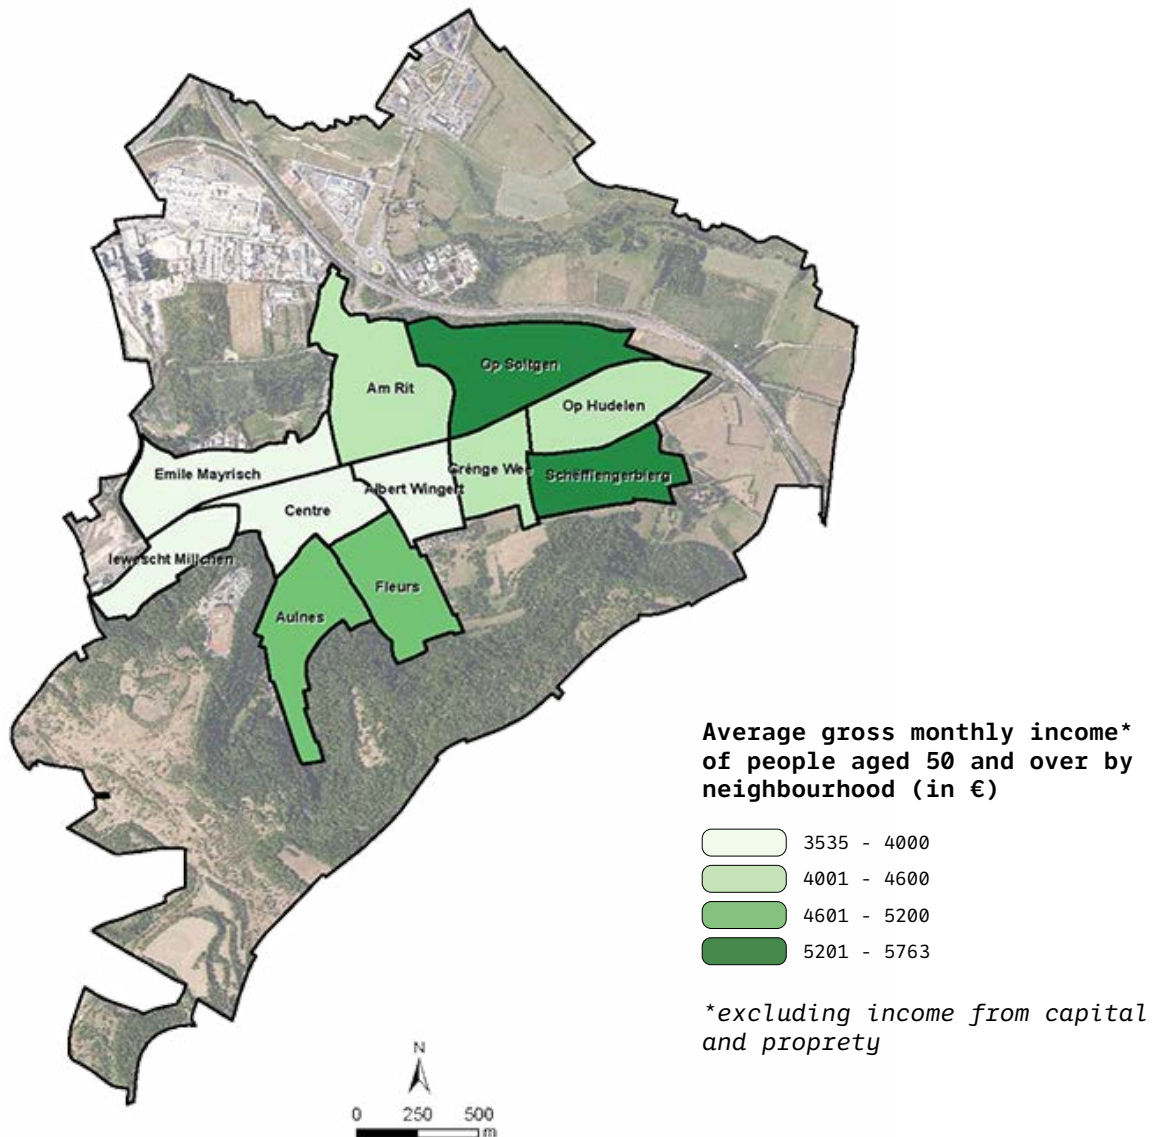 Op Soltgen
Am Rit
Op Hudelen
Grénge Wee
Emile Mayrisch
Schëfflengerbierg
Albert Wingert
Centre
Iewescht Millchen
Fleurs
Aulnes
Average gross monthly income*
of people aged 50 and over by
neighbourhood (in €)
3535 - 4000
4001 - 4600
4601 - 5200
5201 - 5763
*excluding income from capital
and proprety
N
0 250 500
m